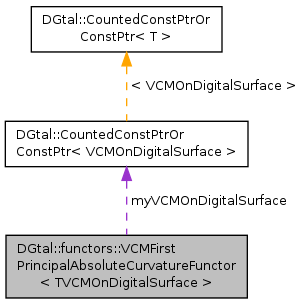 DGtal::CountedConstPtrOr
ConstPtr< T >
< VCMOnDigitalSurface >
DGtal::CountedConstPtrOr
ConstPtr< VCMOnDigitalSurface >
myVCMOnDigitalSurface
DGtal::functors::VCMFirst
PrincipalAbsoluteCurvatureFunctor
< TVCMOnDigitalSurface >